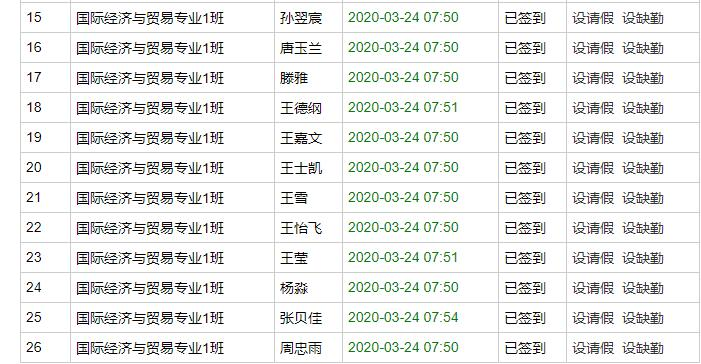 15 国际经济与贸易专业1班 孙翌宸 2020-03-24 07:50 已签到 设请假 设缺勤
16 国际经济与贸易专业1班 唐玉兰 2020-03-24 07:50 已签到 设请假 设缺勤
17 国际经济与贸易专业1班 滕雅 2020-03-24 07:50 已签到 设请假 设缺勤
18 国际经济与贸易专业1班 王德纲 2020-03-24 07:51 已签到 设请假 设缺勤
19 国际经济与贸易专业1班 王嘉文 2020-03-24 07:50 已签到 设请假 设缺勤
20 国际经济与贸易专业1班 王士凯 2020-03-24 07:50 已签到 设请假 设缺勤
21 国际经济与贸易专业1班 王雪 2020-03-24 07:50 已签到 设请假 设缺勤
22 国际经济与贸易专业1班 王怡飞 2020-03-24 07:50 已签到 设请假 设缺勤
23 国际经济与贸易专业1班 王莹 2020-03-24 07:51 已签到 设请假 设缺勤
24 国际经济与贸易专业1班 杨淼 2020-03-24 07:50 已签到 设请假 设缺勤
25 国际经济与贸易专业1班 张贝佳 2020-03-24 07:54 已签到 设请假 设缺勤
26 国际经济与贸易专业1班 周忠雨 2020-03-24 07:50 已签到 设请假 设缺勤